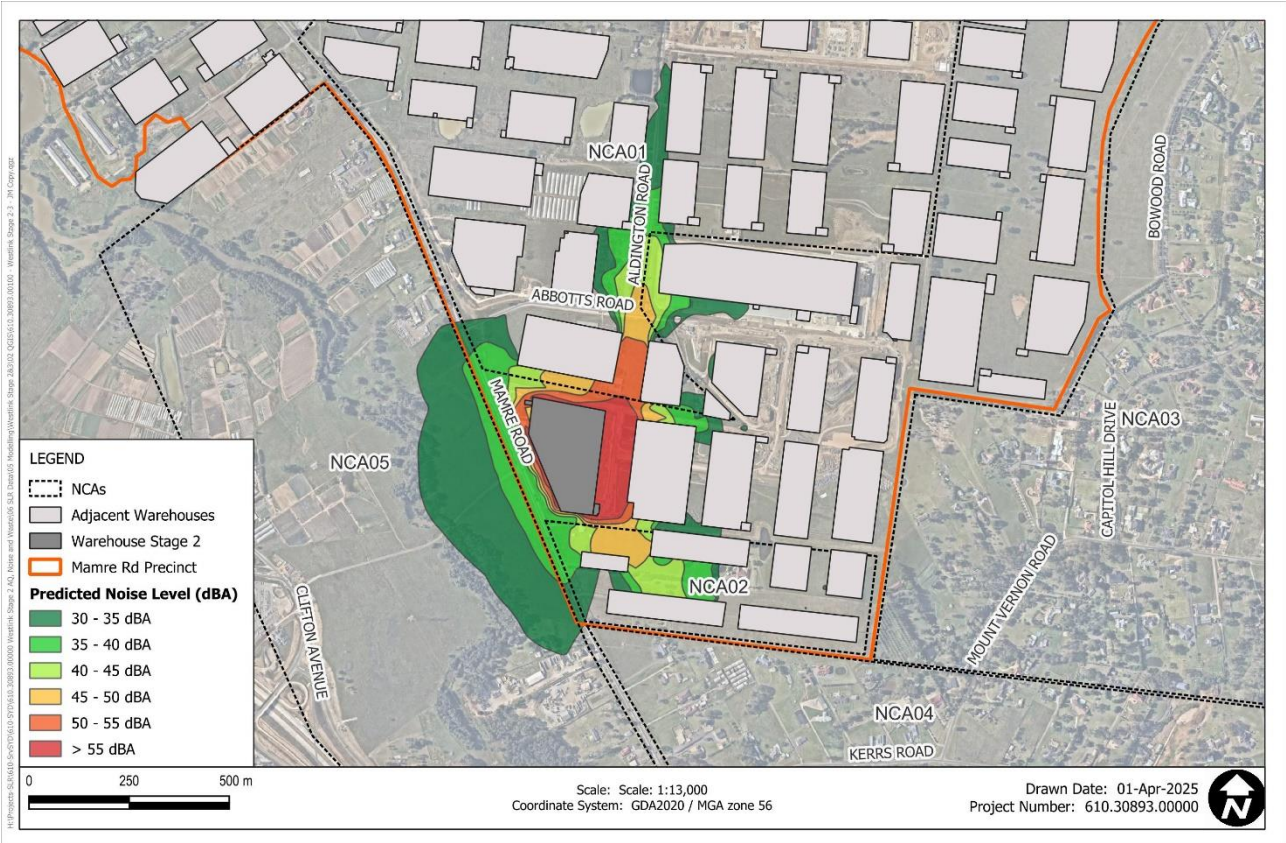 NCA01
ALDINGTON ROAD
BOWOOD ROAD
ABBOTTS ROAD
MAMRE ROAD
NCA03
CAPITOL HILL DRIVE
NCA05
NCA02
MOUNT VERNON ROAD
CLIFTON AVENUE
NCA04
KERRS ROAD
LEGEND
NCAs
Adjacent Warehouses
Warehouse Stage 2
Mamre Rd Precinct
Predicted Noise Level (dBA)
30 - 35 dBA
35 - 40 dBA
40 - 45 dBA
45 - 50 dBA
50 - 55 dBA
> 55 dBA
0 250 500 m
Scale: Scale: 1:13,000
Coordinate System: GDA2020 / MGA zone 56
Drawn Date: 01-Apr-2025
Project Number: 610.30893.00000
N